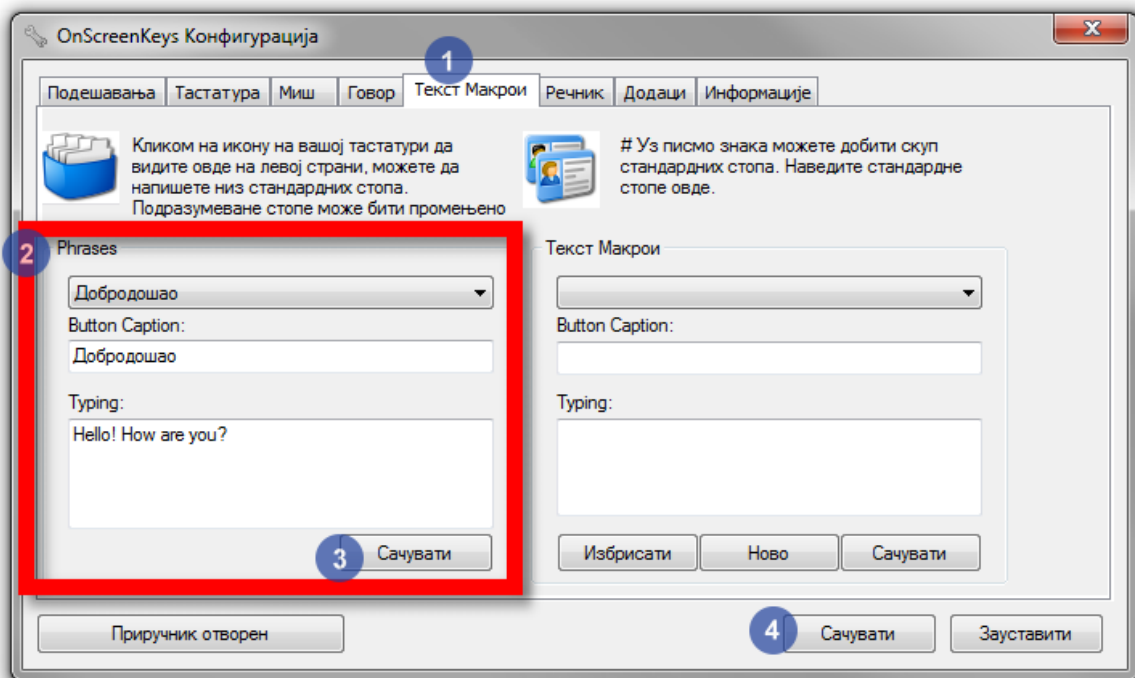 OnScreenKeys Конфигурација
1
Подешавања Тастатура Миш Говор Текст Макрои Речник Додаци Информације
Кликом на икону на вашој тастатури да
видите овде на левој страни, можете да
напишете низ стандардних стопа.
Подразумеване стопе може бити промењено
# Уз писмо знака можете добити скуп
стандардних стопа. Наведите стандардне
стопе овде.
2
Phrases
Добродошао
Button Caption:
Добродошао
Typing:
Hello! How are you?
3
Сачувати
Текст Макрои
Button Caption:
Typing:
Избрисати Ново Сачувати
Приручник отворен
4
Сачувати
Зауставити